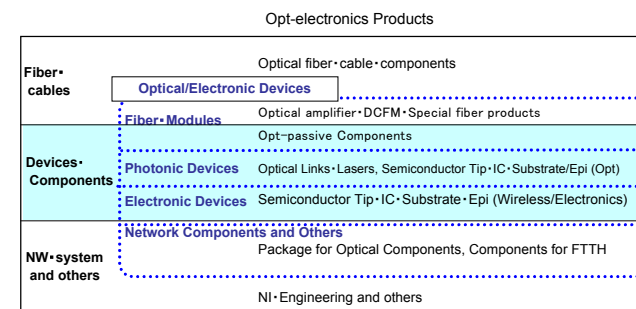 Opt-electronics Products
Optical fiber・cable・components
Fiber・
cables
Optical/Electronic Devices
Fiber・Modules
Optical amplifier・DCFM・Special fiber products
Opt-passive Components
Devices・
Components
Photonic Devices
Optical Links・Lasers, Semiconductor Tip・IC・Substrate/Epi (Opt)
Electronic Devices
Semiconductor Tip・IC・Substrate・Epi (Wireless/Electronics)
Network Components and Others
Package for Optical Components, Components for FTTH
NW・system
and others
NI・Engineering and others